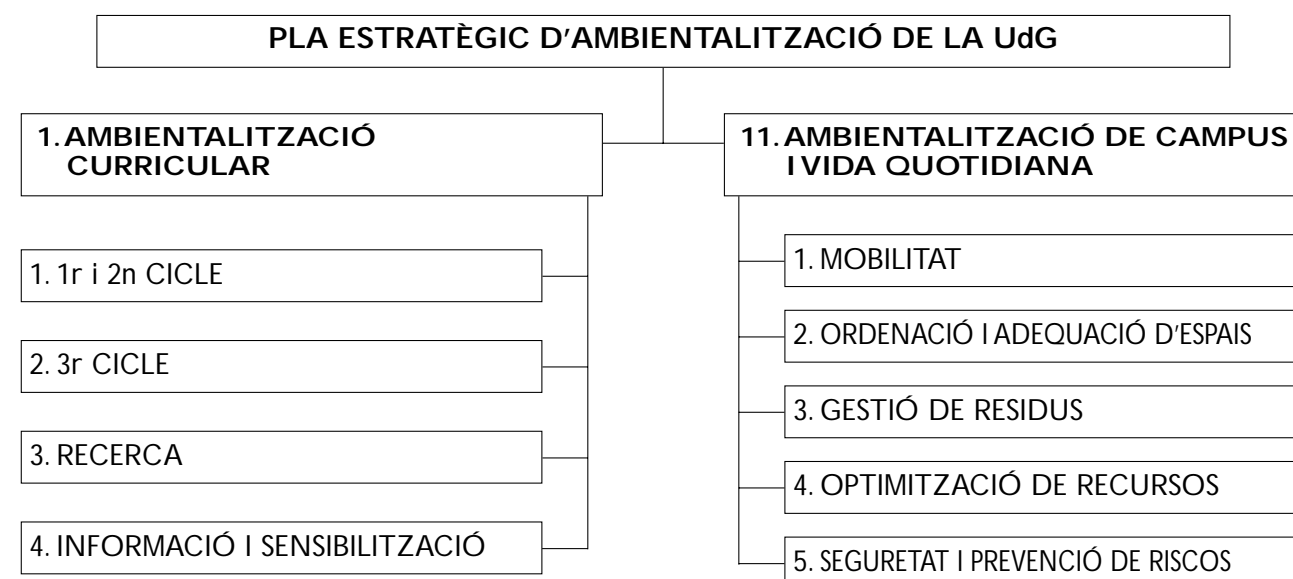 PLA ESTRATÈGIC D'AMBIENTALITZACIÓ DE LA UdG
1. AMBIENTALITZACIÓ
CURRICULAR
1. 1r i 2n CICLE
2. 3r CICLE
3. RECERCA
4. INFORMACIÓ I SENSIBILITZACIÓ
11. AMBIENTALITZACIÓ DE CAMPUS
I VIDA QUOTIDIANA
1. MOBILITAT
2. ORDENACIÓ I ADEQUACIÓ D'ESPAIS
3. GESTIÓ DE RESIDUS
4. OPTIMITZACIÓ DE RECURSOS
5. SEGURETAT I PREVENCIÓ DE RISCOS